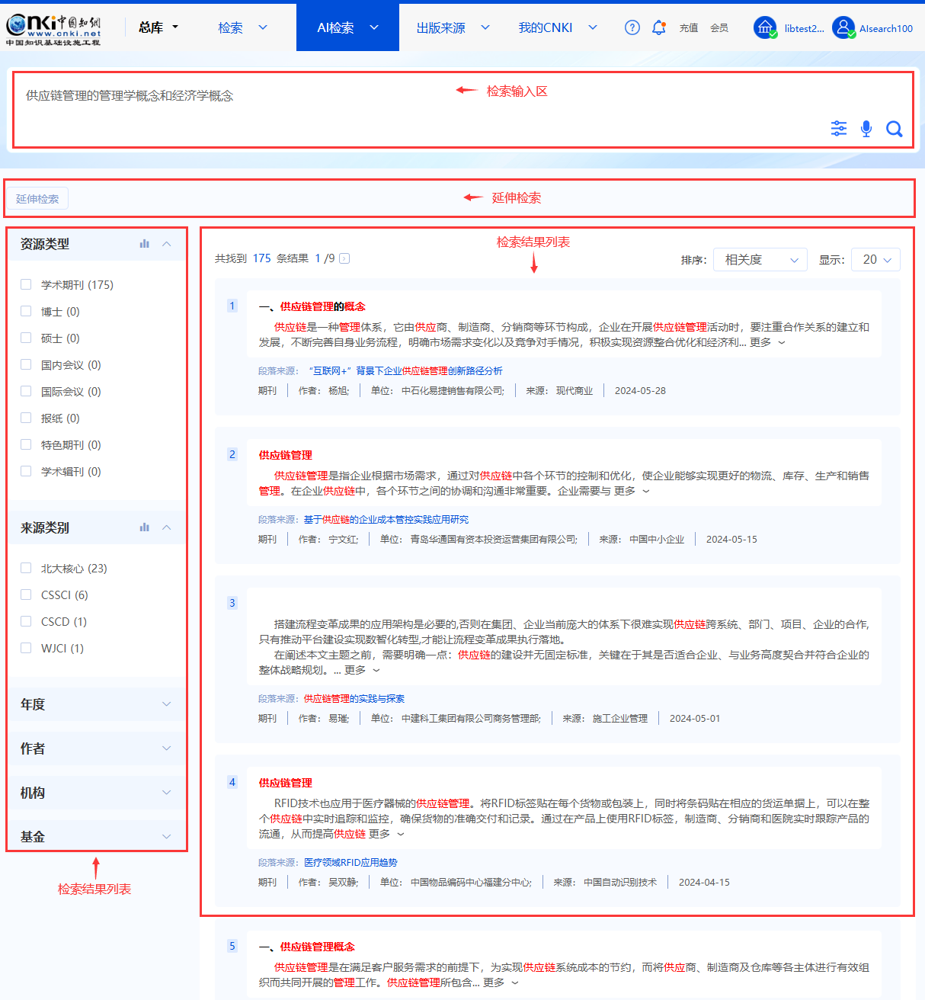 Cnki中国知网
www.cnki.net
中国知识基础设施工程
总库
检索
AI检索
出版来源
我的CNKI
充值
会员
libtest2...
AIsearch100
供应链管理的管理学概念和经济学概念
检索输入区
延伸检索
延伸检索
资源类型
学术期刊 (175)
博士 (0)
硕士 (0)
国内会议 (0)
国际会议 (0)
报纸 (0)
特色期刊 (0)
学术辑刊 (0)
来源类别
北大核心 (23)
CSSCI (6)
CSCD (1)
WJCI (1)
年度
作者
机构
基金
检索结果列表
检索结果列表
共找到 175 条结果 1 /9
排序: 相关度
显示: 20
1
一、供应链管理的概念
供应链是一种管理体系，它由供应商、制造商、分销商等环节构成，企业在开展供应链管理活动时，要注重合作关系的建立和
发展，不断完善自身业务流程，明确市场需求变化以及竞争对手情况，积极实现资源整合优化和经济利... 更多
段落来源: “互联网+”背景下企业供应链管理创新路径分析
期刊 作者: 杨旭; 单位: 中石化易捷销售有限公司; 来源: 现代商业 2024-05-28
2
供应链管理
供应链管理是指企业根据市场需求，通过对供应链中各个环节的控制和优化，使企业能够实现更好的物流、库存、生产和销售
管理。在企业供应链中，各个环节之间的协调和沟通非常重要。企业需要与 更多
段落来源: 基于供应链的企业成本管控实践应用研究
期刊 作者: 宁文红; 单位: 青岛华通国有资本投资运营集团有限公司; 来源: 中国中小企业 2024-05-15
3
搭建流程变革成果的应用架构是必要的,否则在集团、企业当前庞大的体系下很难实现供应链跨系统、部门、项目、企业的合作,
只有推动平台建设实现数智化转型,才能让流程变革成果执行落地。
在阐述本文主题之前，需要明确一点：供应链的建设并无固定标准，关键在于其是否适合企业、与业务高度契合并符合企业的
整体战略规划。... 更多
段落来源: 供应链管理的实践与探索
期刊 作者: 易璀; 单位: 中建科工集团有限公司商务管理部; 来源: 施工企业管理 2024-05-01
4
供应链管理
RFID技术也应用于医疗器械的供应链管理。将RFID标签贴在每个货物或包装上，同时将条码贴在相应的货运单据上，可以在整
个供应链中实时追踪和监控，确保货物的准确交付和记录。通过在产品上使用RFID标签，制造商、分销商和医院实时跟踪产品的
流通，从而提高供应链 更多
段落来源: 医疗领域RFID应用趋势
期刊 作者: 吴双静; 单位: 中国物品编码中心福建分中心; 来源: 中国自动识别技术 2024-04-15
5
一、供应链管理概念
供应链管理是在满足客户服务需求的前提下，为实现供应链系统成本的节约，而将供应商、制造商及仓库等各主体进行有效组
织而共同开展的管理工作。供应链管理所包含... 更多